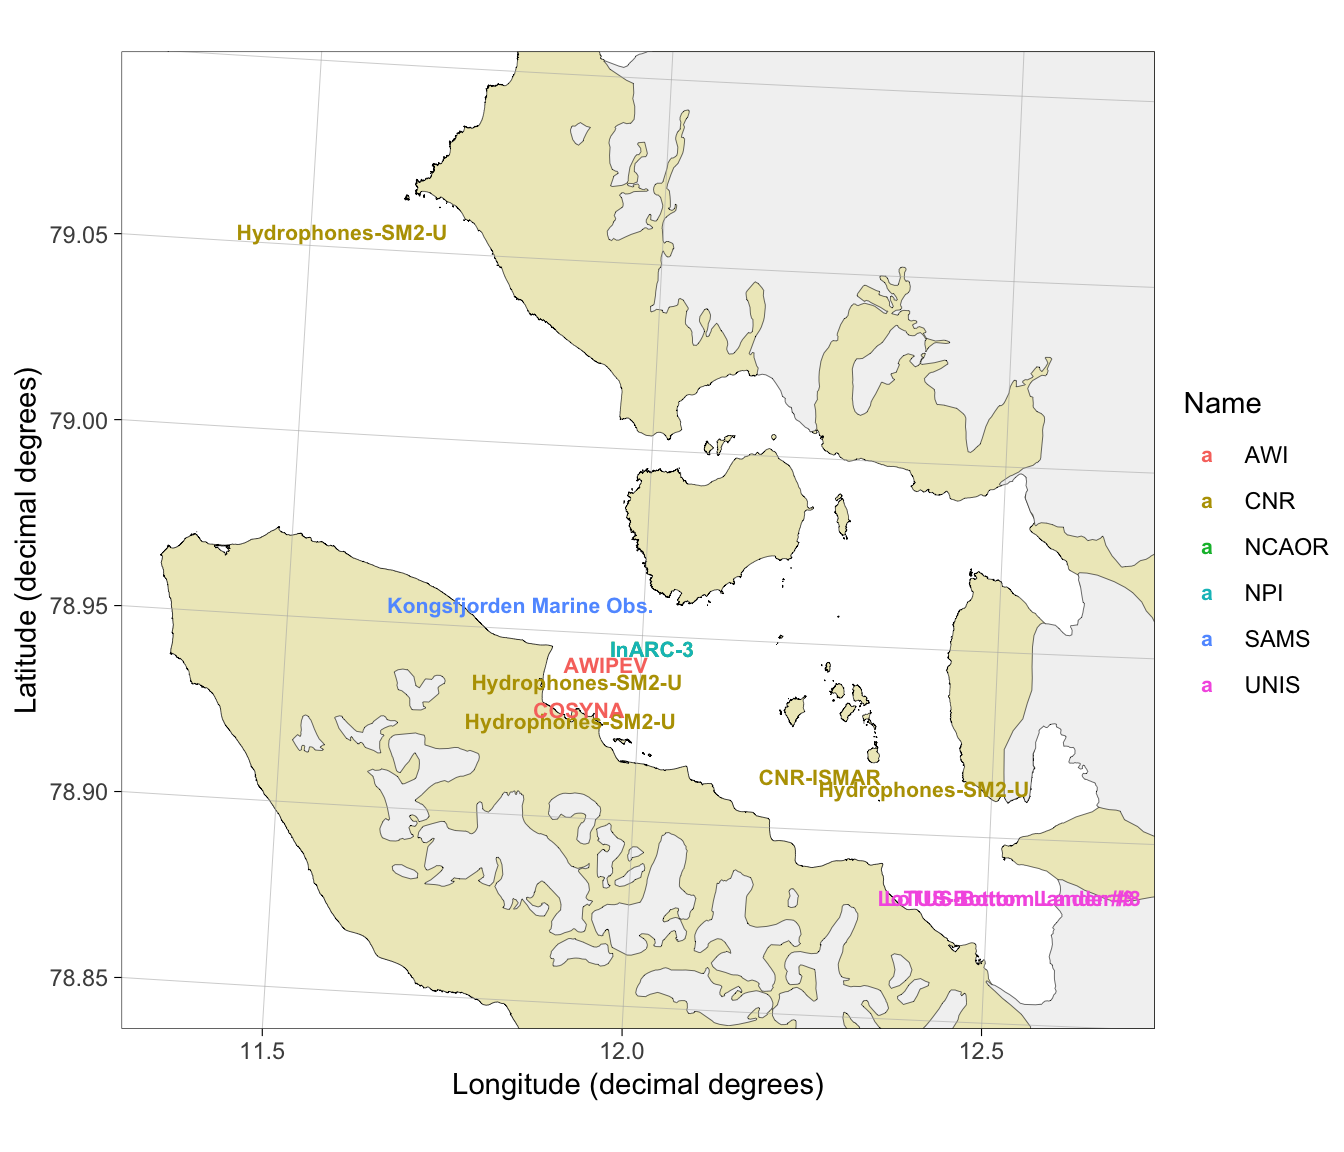 Hydrophones-SM2-U
Kongsfjorden Marine Obs.
InARC-3
AWIPEV
Hydrophones-SM2-U
COSYNA
Hydrophones-SM2-U
CNR-ISMAR
Hydrophones-SM2-U
79.05
79.00
78.95
78.90
78.85
11.5
12.0
12.5
Latitude (decimal degrees)
Longitude (decimal degrees)
Name
a AWI
a CNR
a NCAOR
a NPI
a SAMS
a UNIS